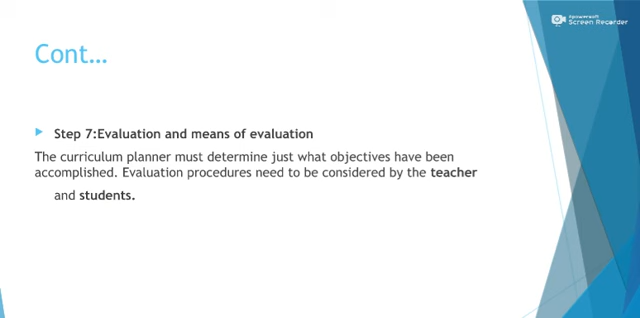 Apowersoft
Screen Recorder
Cont...
Step 7:Evaluation and means of evaluation
The curriculum planner must determine just what objectives have been
accomplished. Evaluation procedures need to be considered by the teacher
and students.